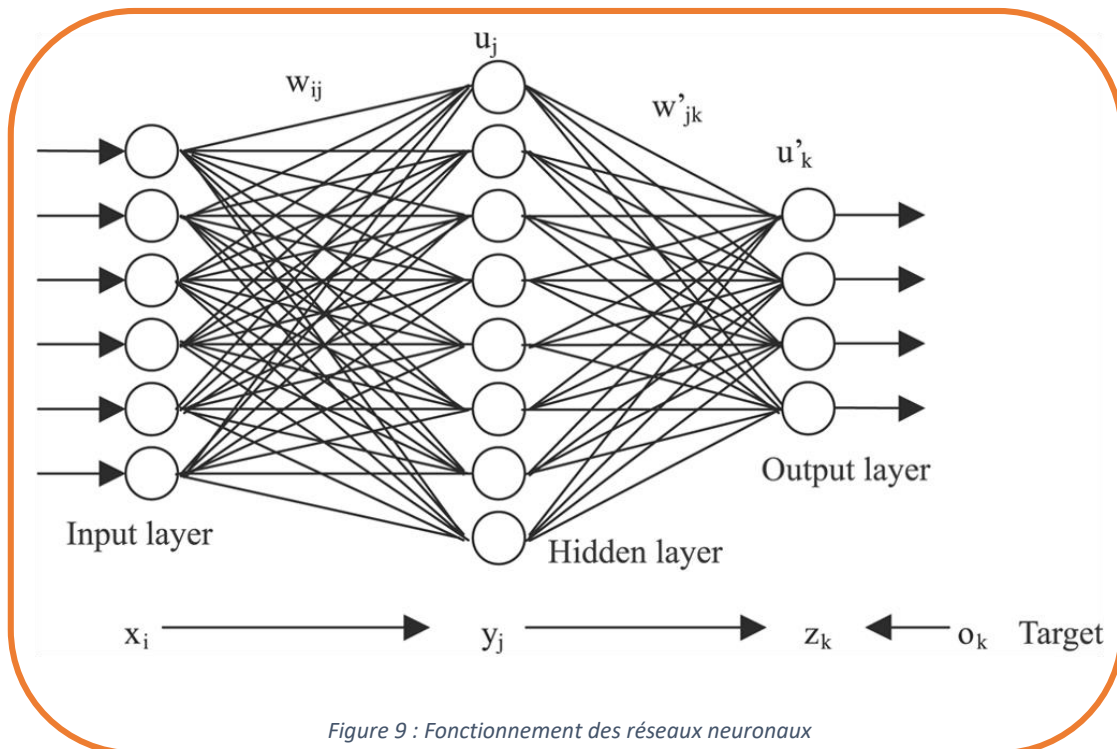 u_j
w_ij
w'_jk
u'_k
Output layer
Input layer
Hidden layer
x_i y_j z_k o_k Target
Figure 9 : Fonctionnement des réseaux neuronaux